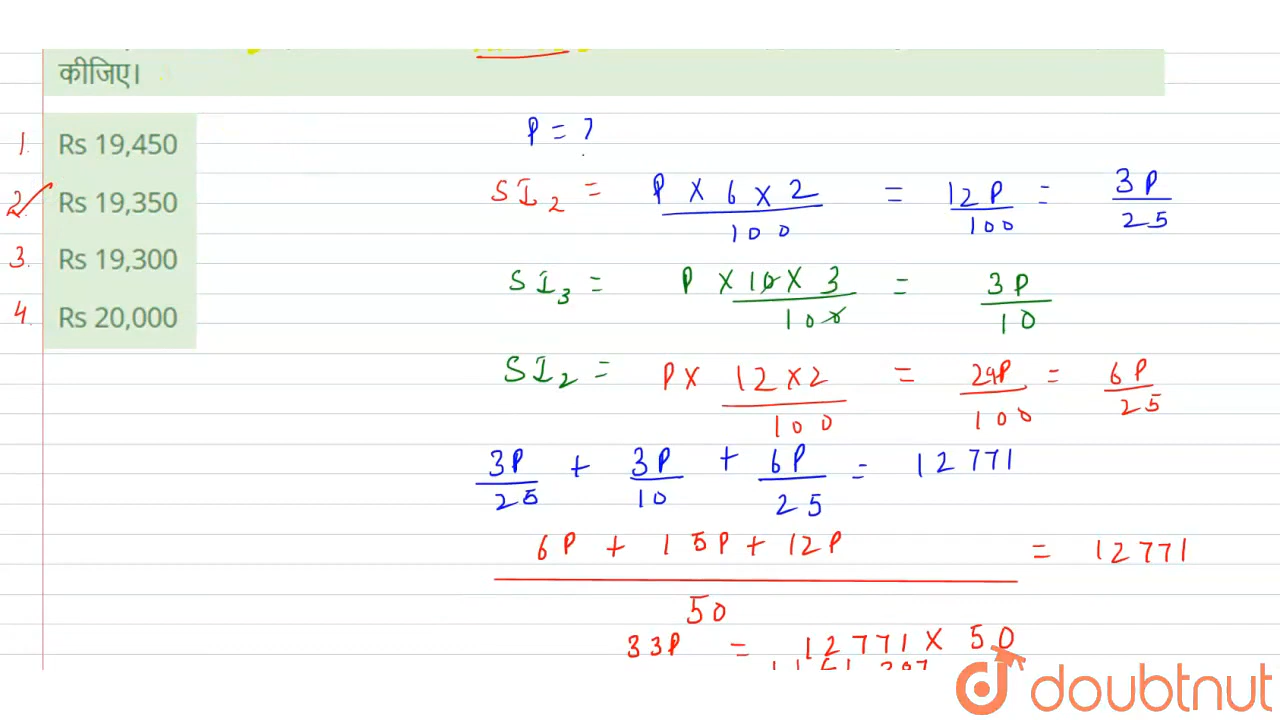 कीजिए।
1. Rs 19,450
2. Rs 19,350
3. Rs 19,300
4. Rs 20,000
P = ?
SI₂ = P × 6 × 2 / 100 = 12P / 100 = 3P / 25
SI₃ = P × 10 × 3 / 100 = 3P / 10
SI₂ = P × 12 × 2 / 100 = 24P / 100 = 6P / 25
3P / 25 + 3P / 10 + 6P / 25 = 12771
6P + 15P + 12P / 50 = 12771
33P = 12771 × 50
doubtnut